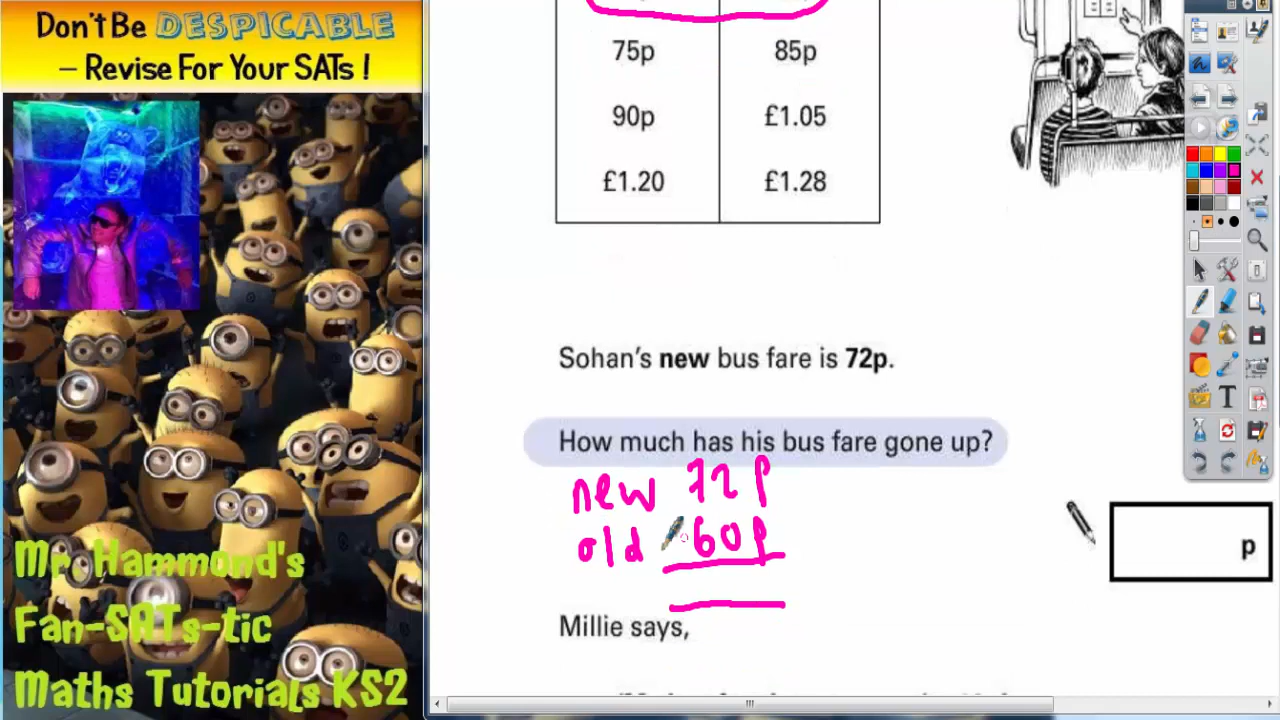 Don't Be DESPICABLE
– Revise For Your SATs !
75p 85p
90p £1.05
£1.20 £1.28
Sohan's new bus fare is 72p.
How much has his bus fare gone up?
new 72p
old 60p
p
Millie says,
Mr. Hammond's
Fan-SATs-tic
Maths Tutorials KS2